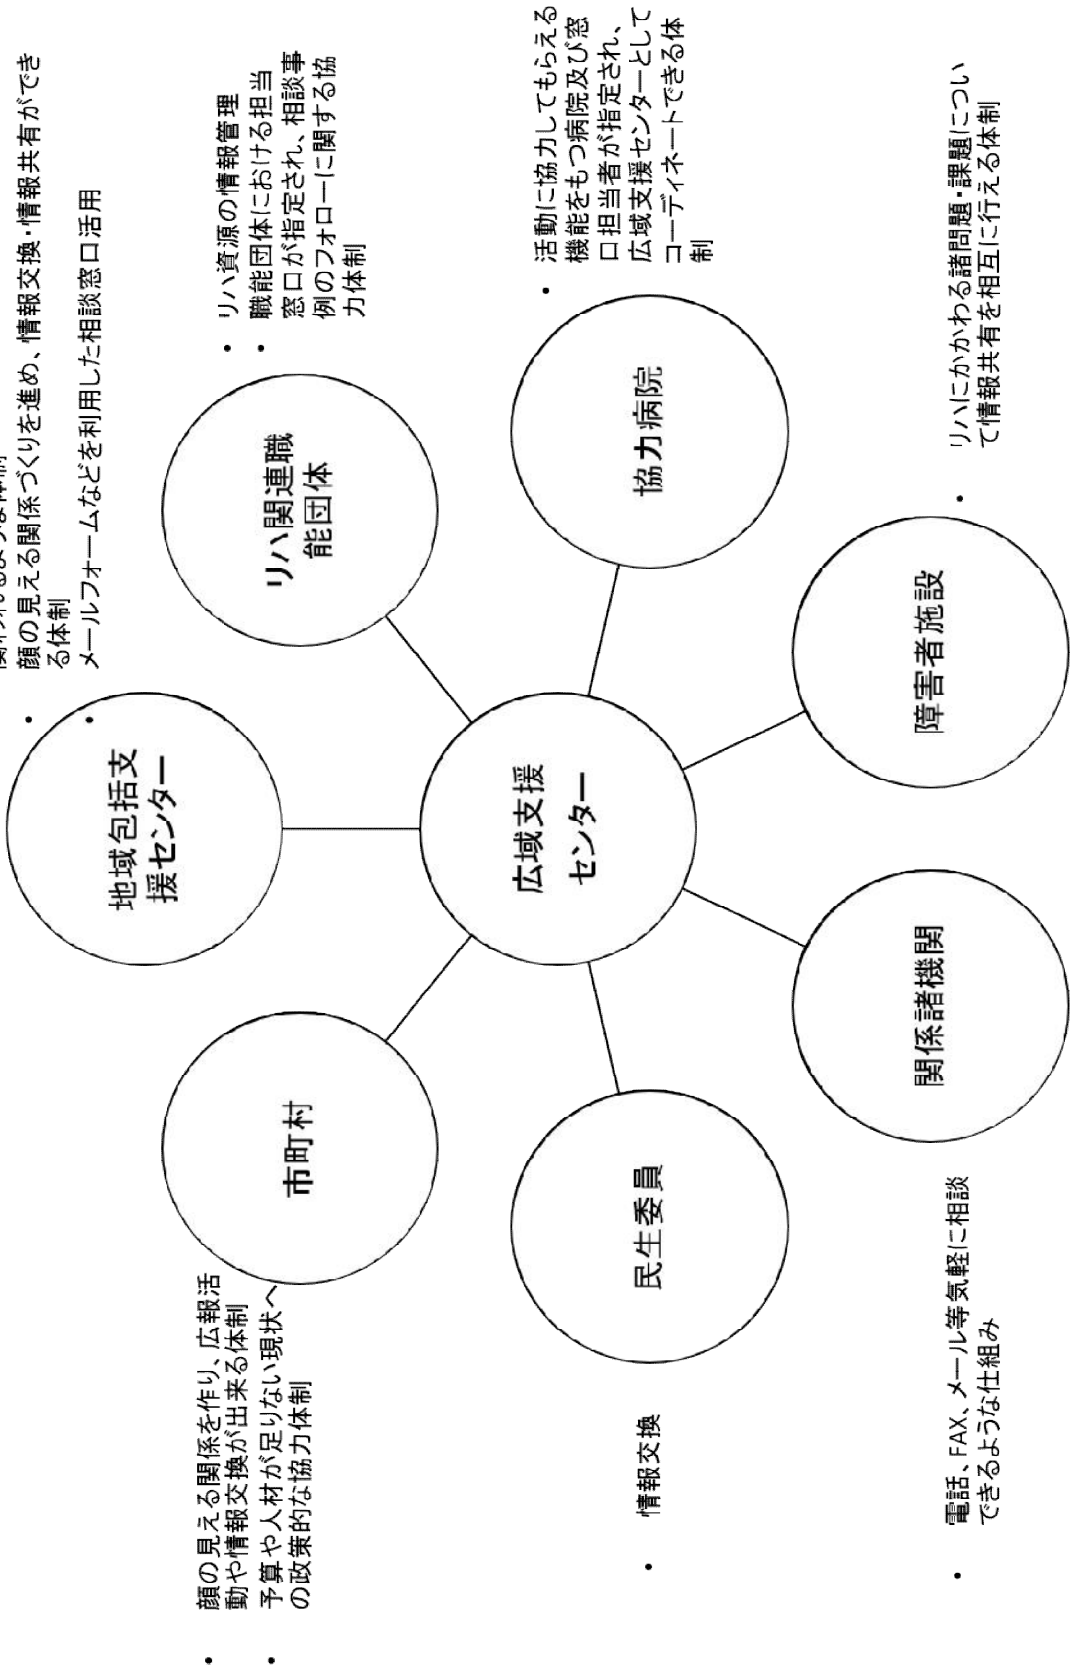 顔の見える関係づくりを進め、情報交換・情報共有ができ
る体制
・メールフォームなどを利用した相談窓口活用
地域包括支
援センター
・リハ資源の情報管理
・職能団体における担当
窓口が指定され、相談事
例のフォローに関する協
力体制
リハ関連職
能団体
・活動に協力してもらえる
機能をもつ病院及び窓
口担当者が指定され、
広域支援センターとして
コーディネートできる体
制
協力病院
・リハにかかわる諸問題・課題につい
て情報共有を相互に行える体制
障害者施設
広域支援
センター
・顔の見える関係を作り、広報活
動や情報交換が出来る体制
・予算や人材が足りない現状へ
の政策的な協力体制
市町村
・情報交換
民生委員
・電話、FAX、メール等気軽に相談
できるような仕組み
関係諸機関